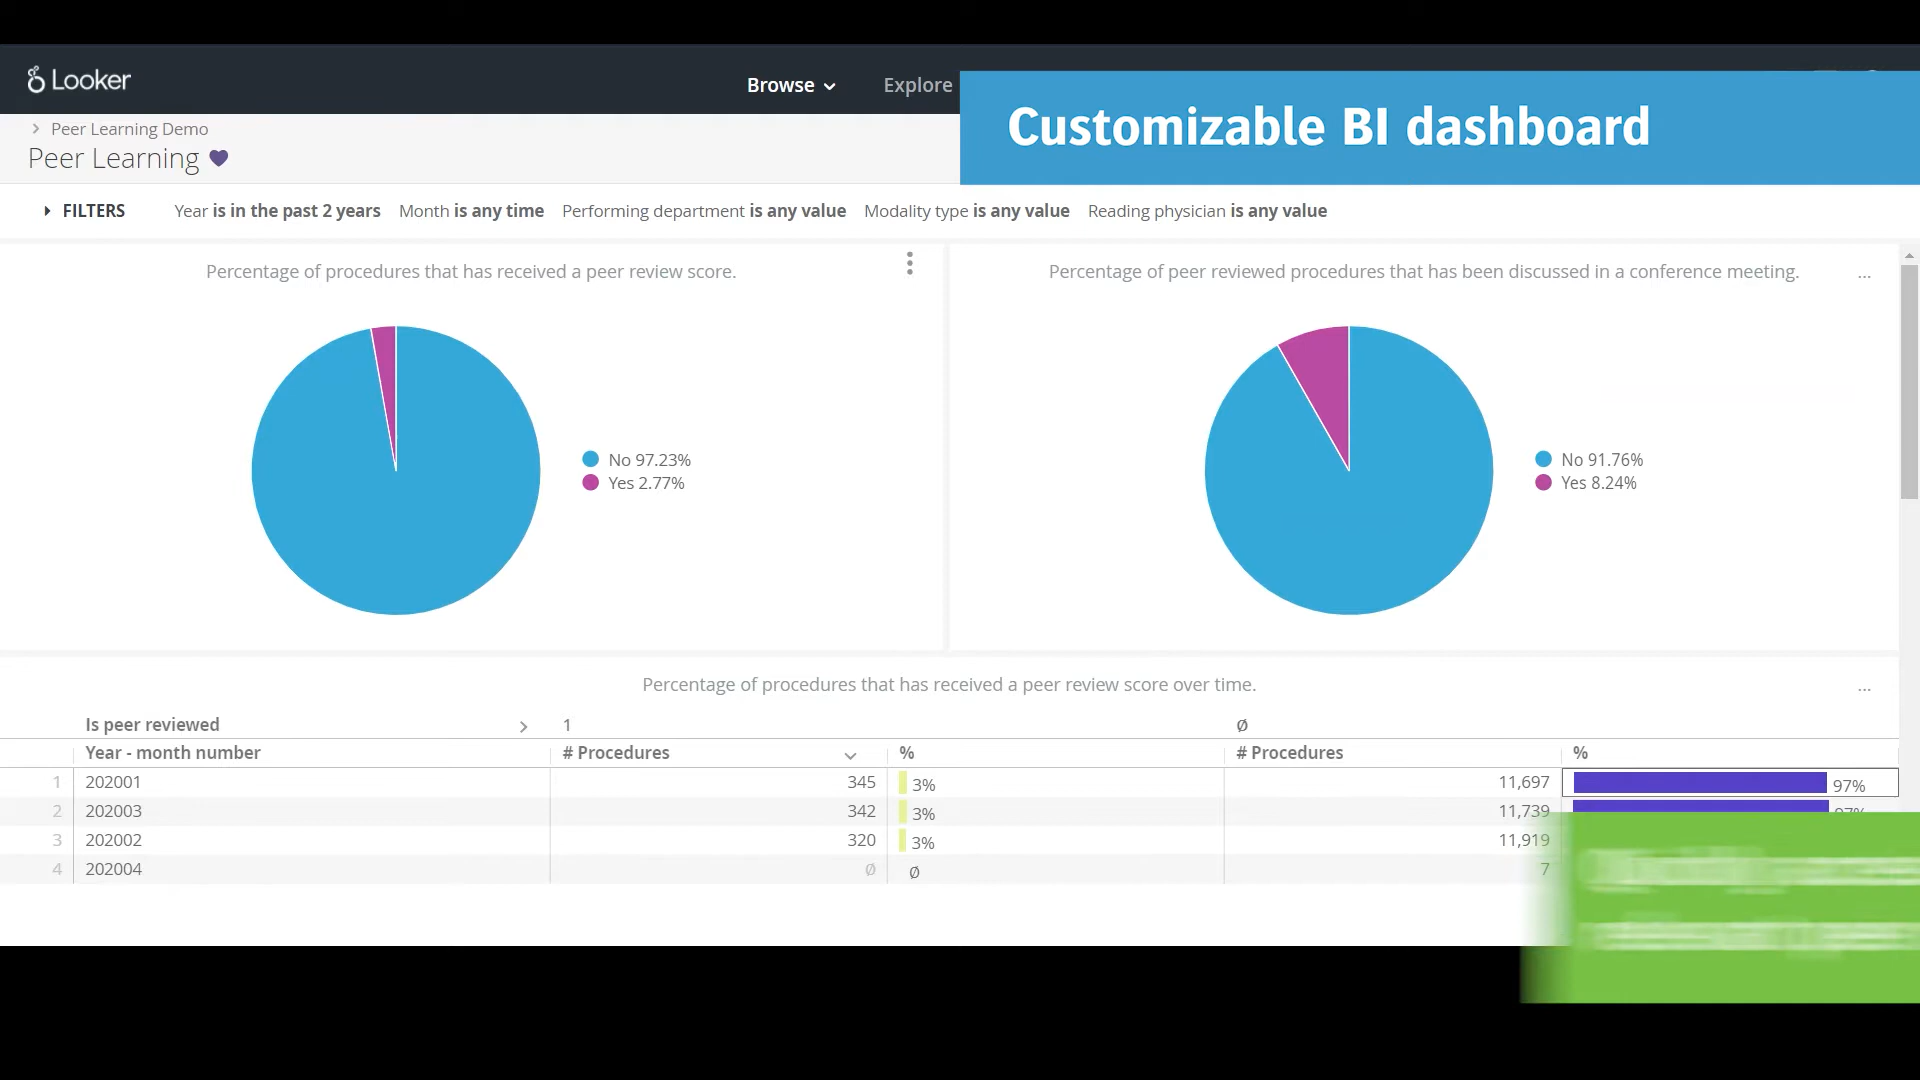 Looker
Browse
Explore
Customizable BI dashboard
Peer Learning Demo
Peer Learning
FILTERS Year is in the past 2 years Month is any time Performing department is any value Modality type is any value Reading physician is any value
Percentage of procedures that has received a peer review score.
No 97.23%
Yes 2.77%
Percentage of peer reviewed procedures that has been discussed in a conference meeting.
...
No 91.76%
Yes 8.24%
Percentage of procedures that has received a peer review score over time.
...
Is peer reviewed 1 Ø
Year - month number # Procedures % # Procedures %
1 202001 345 3% 11,697 97%
2 202003 342 3% 11,739 97%
3 202002 320 3% 11,919
4 202004 Ø Ø 7